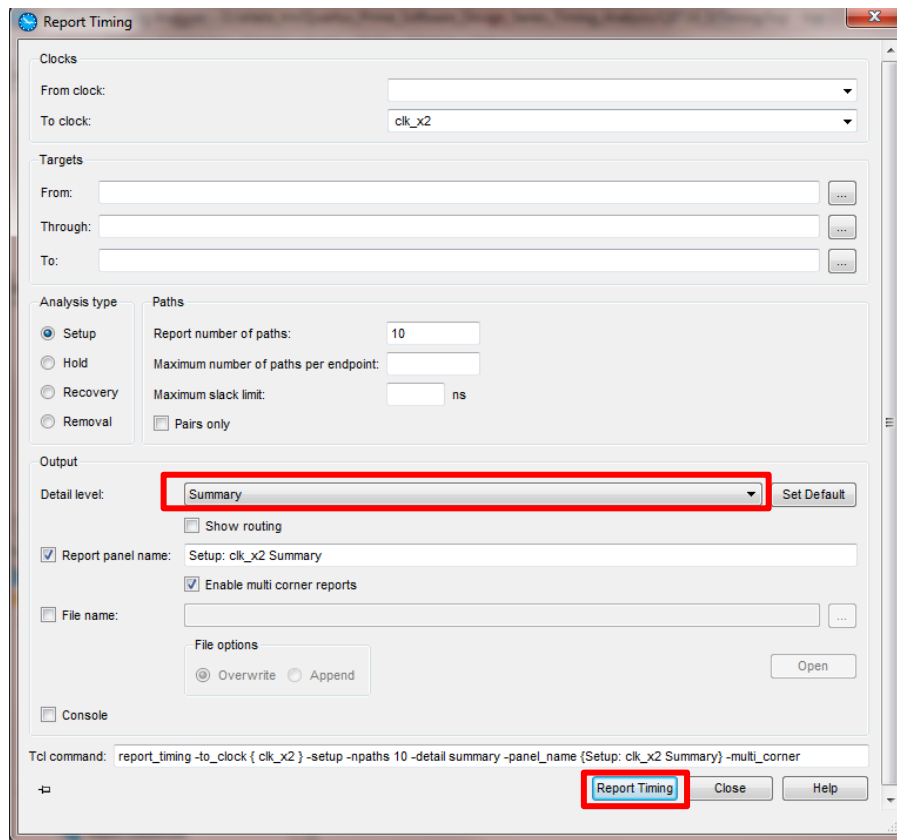 Report Timing
Clocks
From clock:
To clock: clk_x2
Targets
From: ...
Through: ...
To: ...
Analysis type Paths
Setup Report number of paths: 10
Hold Maximum number of paths per endpoint:
Recovery Maximum slack limit: ns
Removal Pairs only
Output
Detail level: Summary Set Default
Show routing
Report panel name: Setup: clk_x2 Summary
Enable multi corner reports
File name: ...
File options
Overwrite Append Open
Console
Tcl command: report_timing -to_clock { clk_x2 } -setup -npaths 10 -detail summary -panel_name {Setup: clk_x2 Summary} -multi_corner
Report Timing Close Help